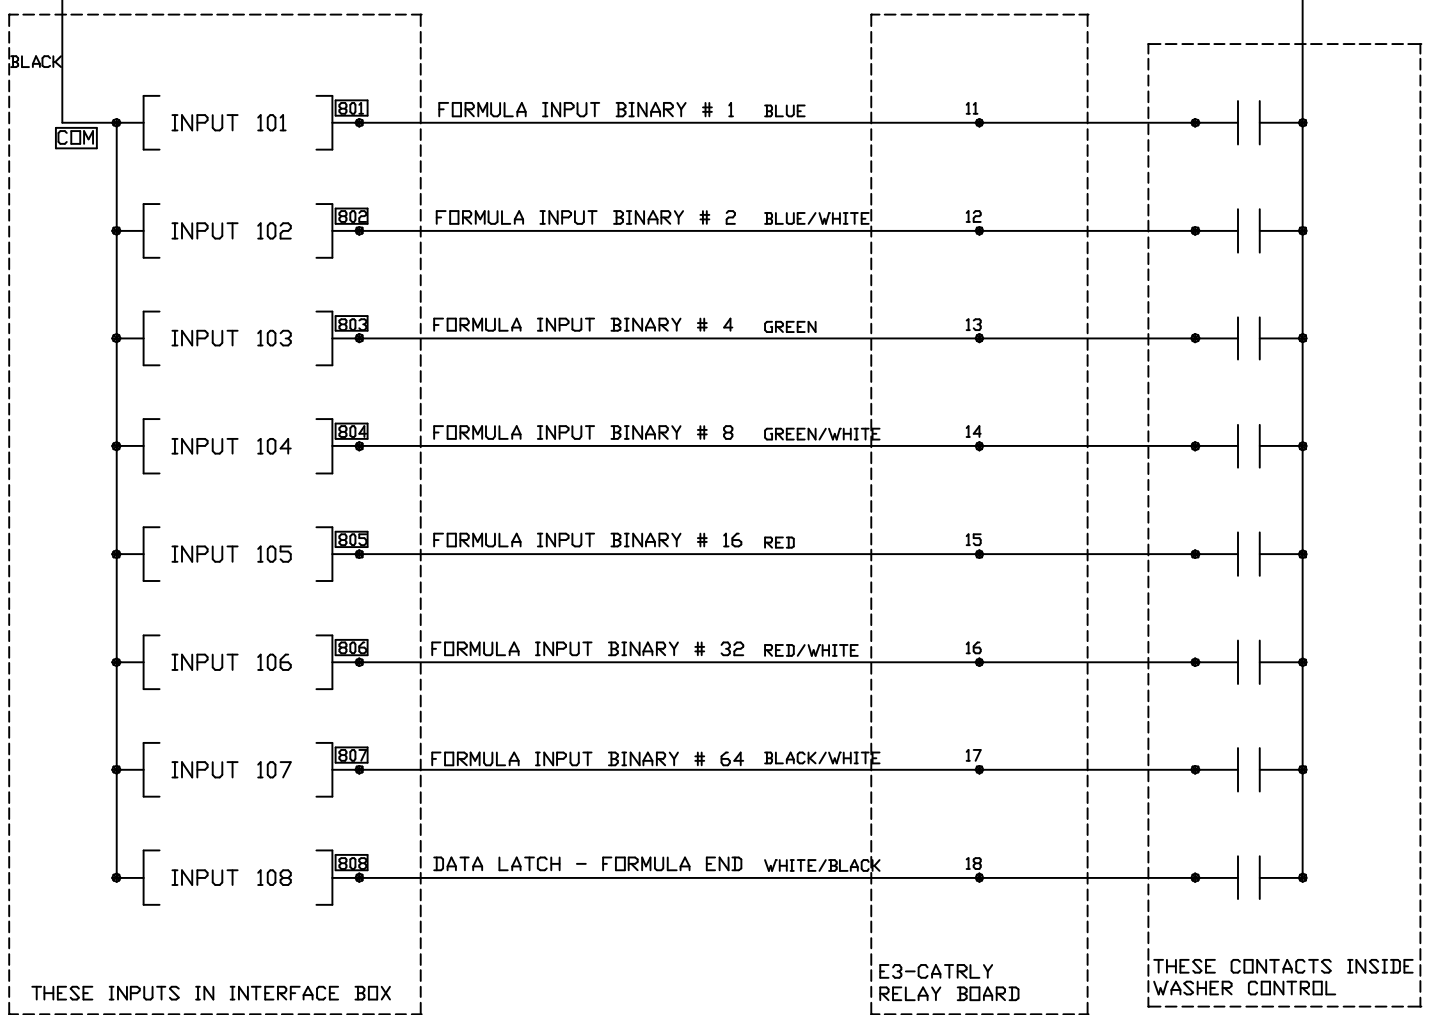 BLACK
COM
INPUT 101
801
FORMULA INPUT BINARY # 1 BLUE
11
INPUT 102
802
FORMULA INPUT BINARY # 2 BLUE/WHITE
12
INPUT 103
803
FORMULA INPUT BINARY # 4 GREEN
13
INPUT 104
804
FORMULA INPUT BINARY # 8 GREEN/WHITE
14
INPUT 105
805
FORMULA INPUT BINARY # 16 RED
15
INPUT 106
806
FORMULA INPUT BINARY # 32 RED/WHITE
16
INPUT 107
807
FORMULA INPUT BINARY # 64 BLACK/WHITE
17
INPUT 108
808
DATA LATCH - FORMULA END WHITE/BLACK
18
THESE INPUTS IN INTERFACE BOX
E3-CATRLY
RELAY BOARD
THESE CONTACTS INSIDE
WASHER CONTROL